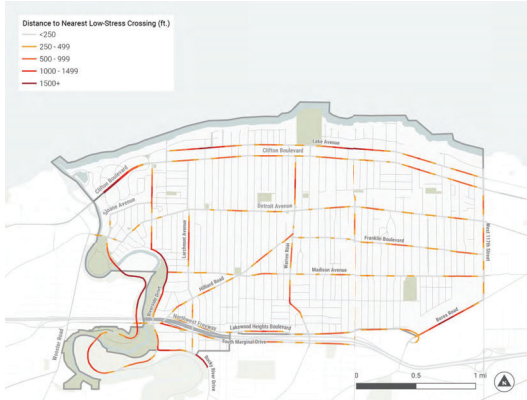 Distance to Nearest Low-Stress Crossing (ft.)
<250
250 - 499
500 - 999
1000 - 1499
1500+
Lake Avenue
Clifton Boulevard
Clifton Boulevard
Avenue
Detroit Avenue
Larchmont Avenue
Warren Road
Franklin Boulevard
West 117th Street
Madison Avenue
Hilliard Road
Riverside Drive
Northwest Freeway
Lakewood Heights Boulevard
South Marginal Drive
Berea Road
Wooster Road
Rocky River Drive
0 0.5 1 mi
N